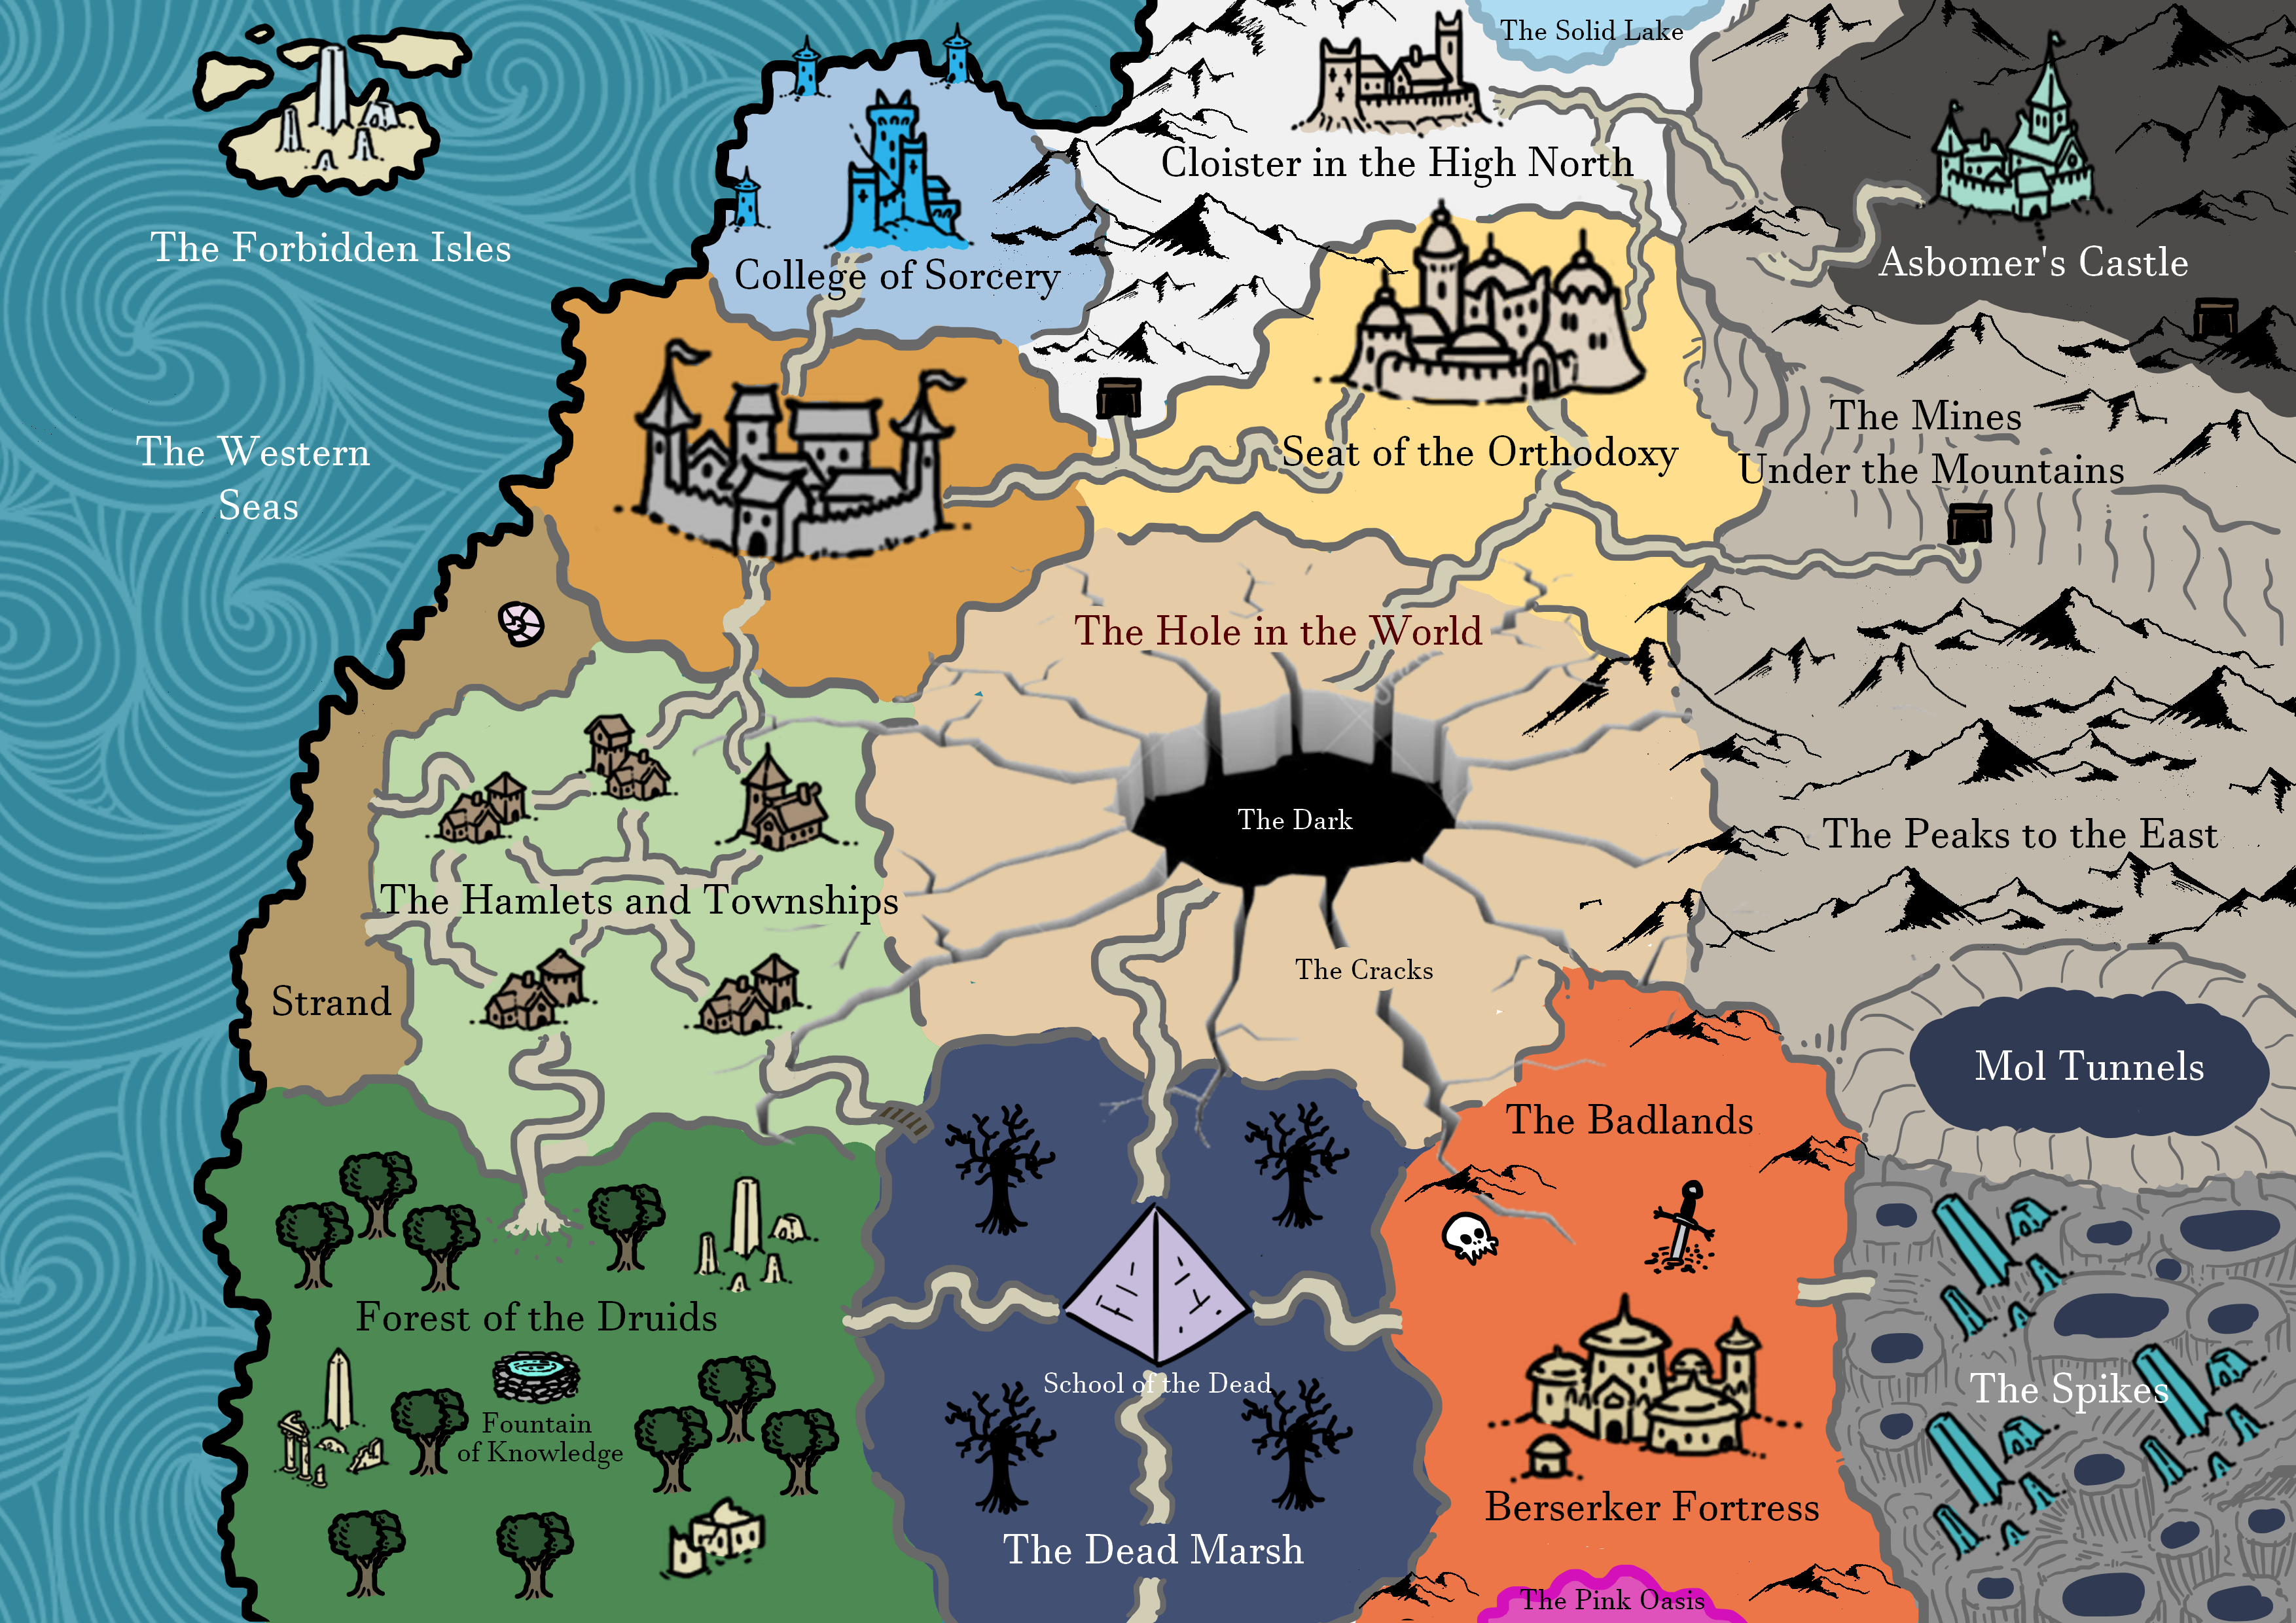 The Solid Lake
Cloister in the High North
The Forbidden Isles
College of Sorcery
Asbomer's Castle
The Western
Seas
Seat of the Orthodoxy
The Mines
Under the Mountains
The Hole in the World
The Dark
The Peaks to the East
The Hamlets and Townships
The Cracks
Strand
Mol Tunnels
The Badlands
Forest of the Druids
School of the Dead
The Spikes
Fountain
of Knowledge
Berserker Fortress
The Dead Marsh
The Pink Oasis